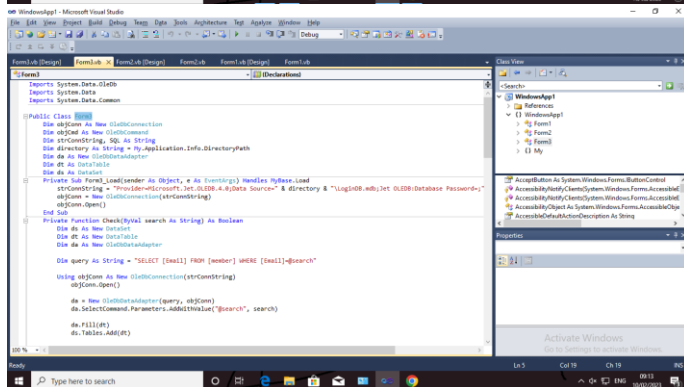 WindowsApp1 - Microsoft Visual Studio
File Edit View Project Build Debug Team Data Tools Architecture Test Analyze Window Help
Debug
Form3.vb [Design] Form3.vb Form2.vb [Design] Form2.vb Form1.vb [Design] Form1.vb
Form3 (Declarations)
Imports System.Data.OleDb
Imports System.Data
Imports System.Data.Common
Public Class Form3
Dim objConn As New OleDbConnection
Dim objCmd As New OleDbCommand
Dim strConnString, SQL As String
Dim directory As String = My.Application.Info.DirectoryPath
Dim da As New OleDbDataAdapter
Dim dt As DataTable
Dim ds As DataSet
Private Sub Form3_Load(sender As Object, e As EventArgs) Handles MyBase.Load
strConnString = "Provider=Microsoft.Jet.OLEDB.4.0;Data Source=" & directory & "\LoginDB.mdb;Jet OLEDB:Database Password=;"
objConn = New OleDbConnection(strConnString)
objConn.Open()
End Sub
Private Function Check(ByVal search As String) As Boolean
Dim ds As New DataSet
Dim dt As New DataTable
Dim da As New OleDbDataAdapter
Dim query As String = "SELECT [Email] FROM [member] WHERE [Email]=@search"
Using objConn As New OleDbConnection(strConnString)
objConn.Open()
da = New OleDbDataAdapter(query, objConn)
da.SelectCommand.Parameters.AddWithValue("@search", search)
da.Fill(dt)
ds.Tables.Add(dt)
100 %
Class View
<Search>
WindowsApp1
References
{} WindowsApp1
Form1
Form2
Form3
{} My
AcceptButton As System.Windows.Forms.IButtonControl
AccessibilityNotifyClients(System.Windows.Forms.AccessibleE
AccessibilityNotifyClients(System.Windows.Forms.AccessibleE
AccessibilityObject As System.Windows.Forms.AccessibleObje
AccessibleDefaultActionDescription As String
Properties
Activate Windows
Go to Settings to activate Windows.
Ready Ln 5 Col 19 Ch 19 INS
Type here to search
ENG
09:13
10/02/2023